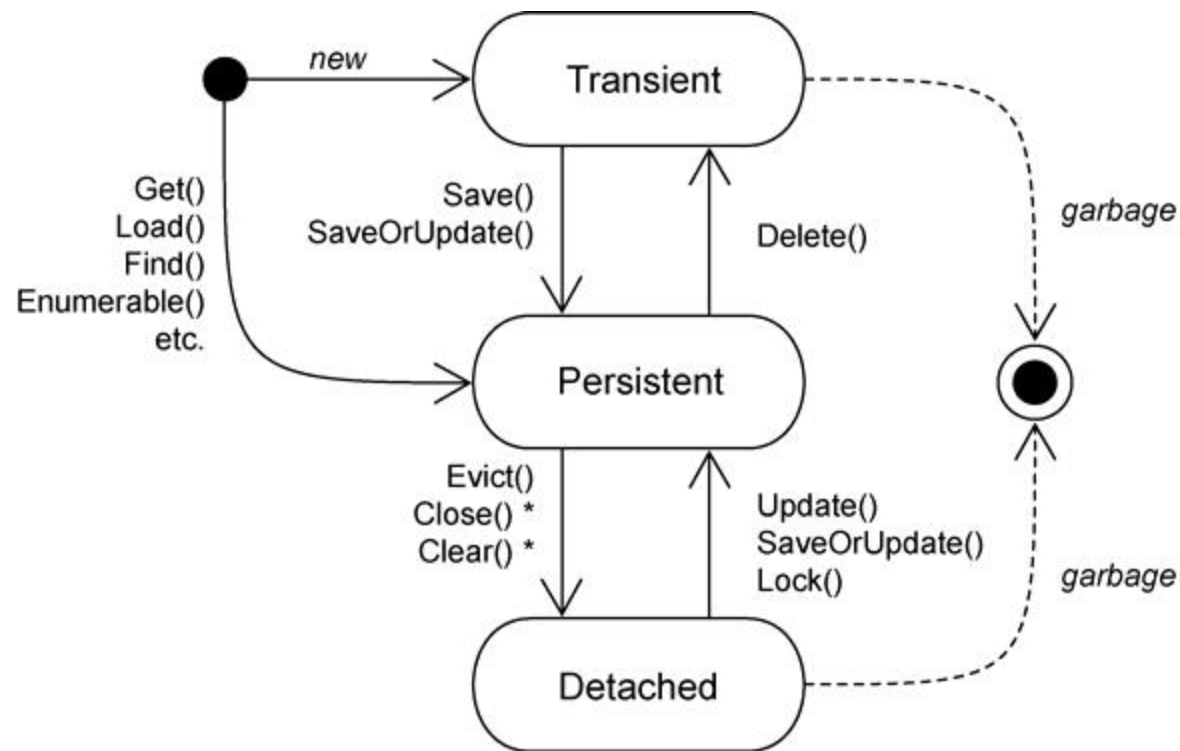 new
Transient
Get()
Load()
Find()
Enumerable()
etc.
Save()
SaveOrUpdate()
Delete()
garbage
Persistent
Evict()
Close() *
Clear() *
Update()
SaveOrUpdate()
Lock()
garbage
Detached